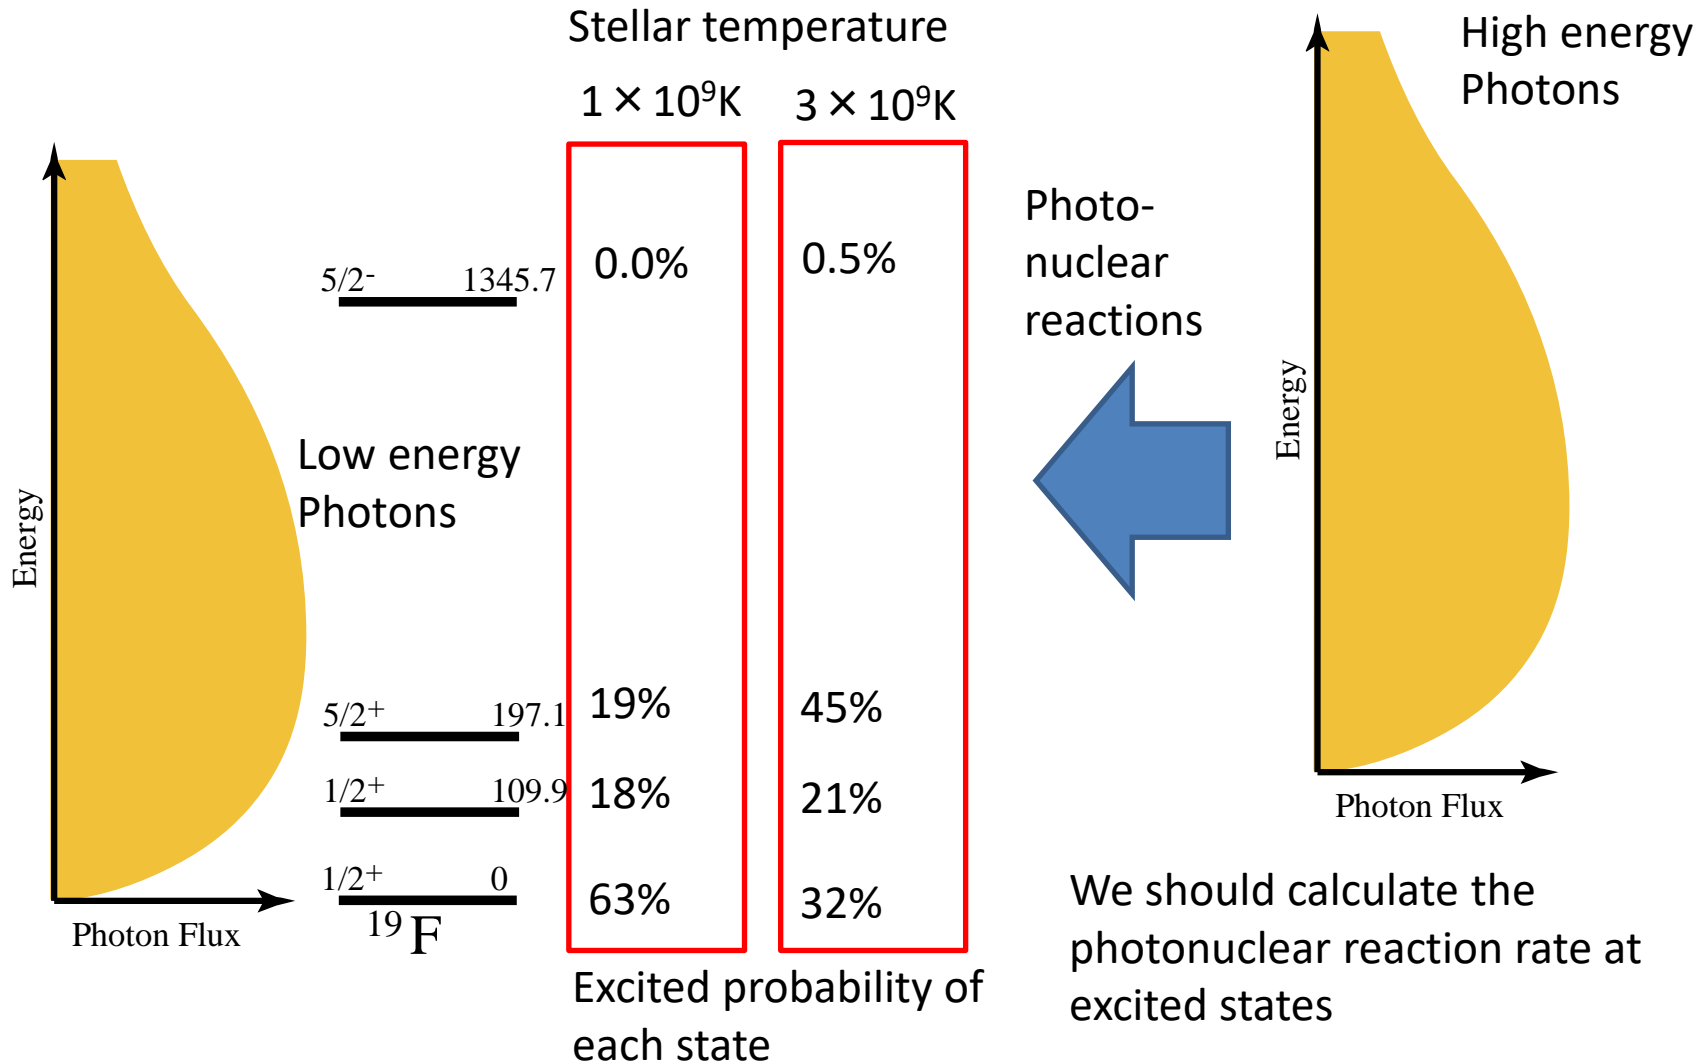 Stellar temperature
1 × 10⁹K 3 × 10⁹K
High energy
Photons
Energy
Low energy
Photons
Photon Flux
5/2⁻ 1345.7
5/2⁺ 197.1
1/2⁺ 109.9
1/2⁺ 0
¹⁹F
0.0% 0.5%
19% 45%
18% 21%
63% 32%
Excited probability of
each state
Photo-
nuclear
reactions
Energy
Photon Flux
We should calculate the
photonuclear reaction rate at
excited states